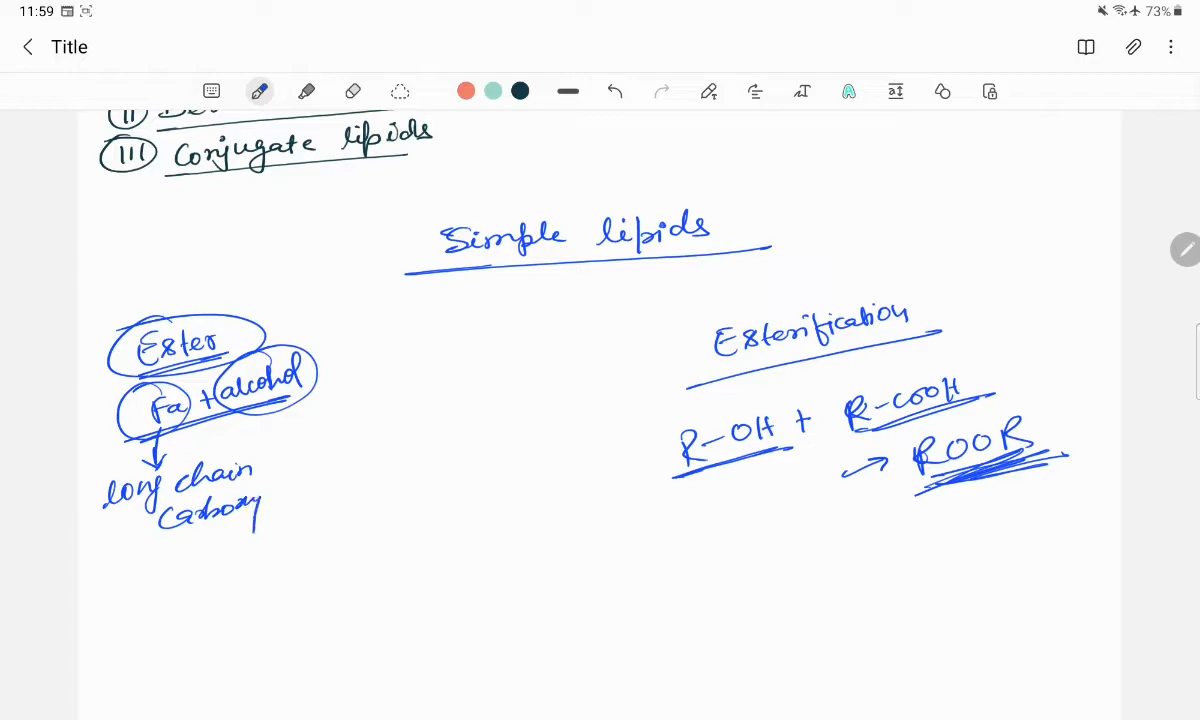 11:59 73%
Title
II
III Conjugate lipids
Simple lipids
Ester
Fa + alcohol
long chain
Carboxy
Esterification
R-OH + R-COOH
→ ROOR